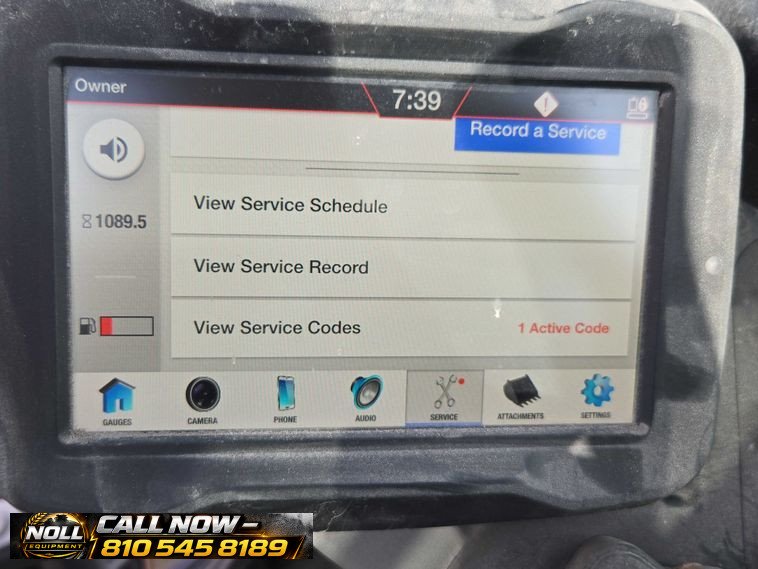 Owner
7:39
Record a Service
1089.5
View Service Schedule
View Service Record
View Service Codes
1 Active Code
GAUGES
CAMERA
PHONE
AUDIO
SERVICE
ATTACHMENTS
SETTINGS
NOLL
EQUIPMENT
CALL NOW -
810 545 8189